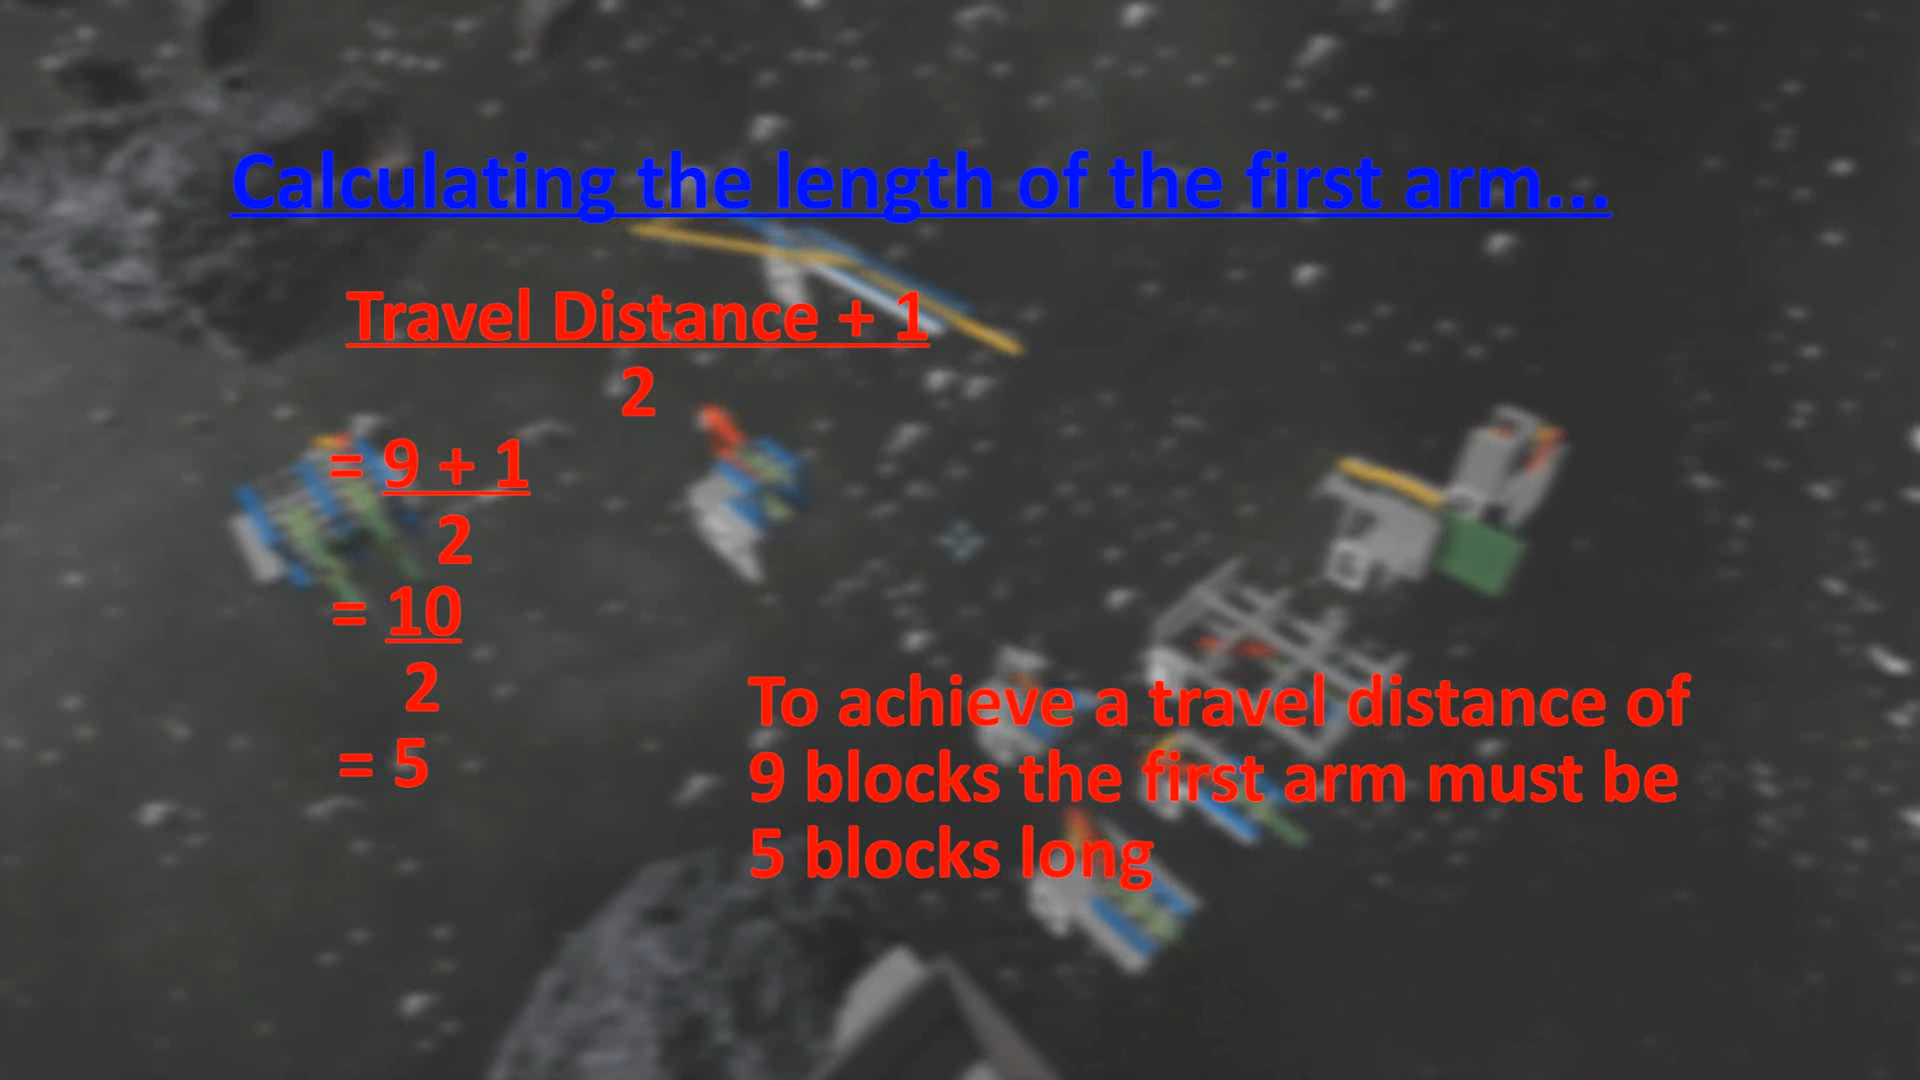 Calculating the length of the first arm...
Travel Distance + 1
2
= 9 + 1
2
= 10
2
= 5
To achieve a travel distance of
9 blocks the first arm must be
5 blocks long